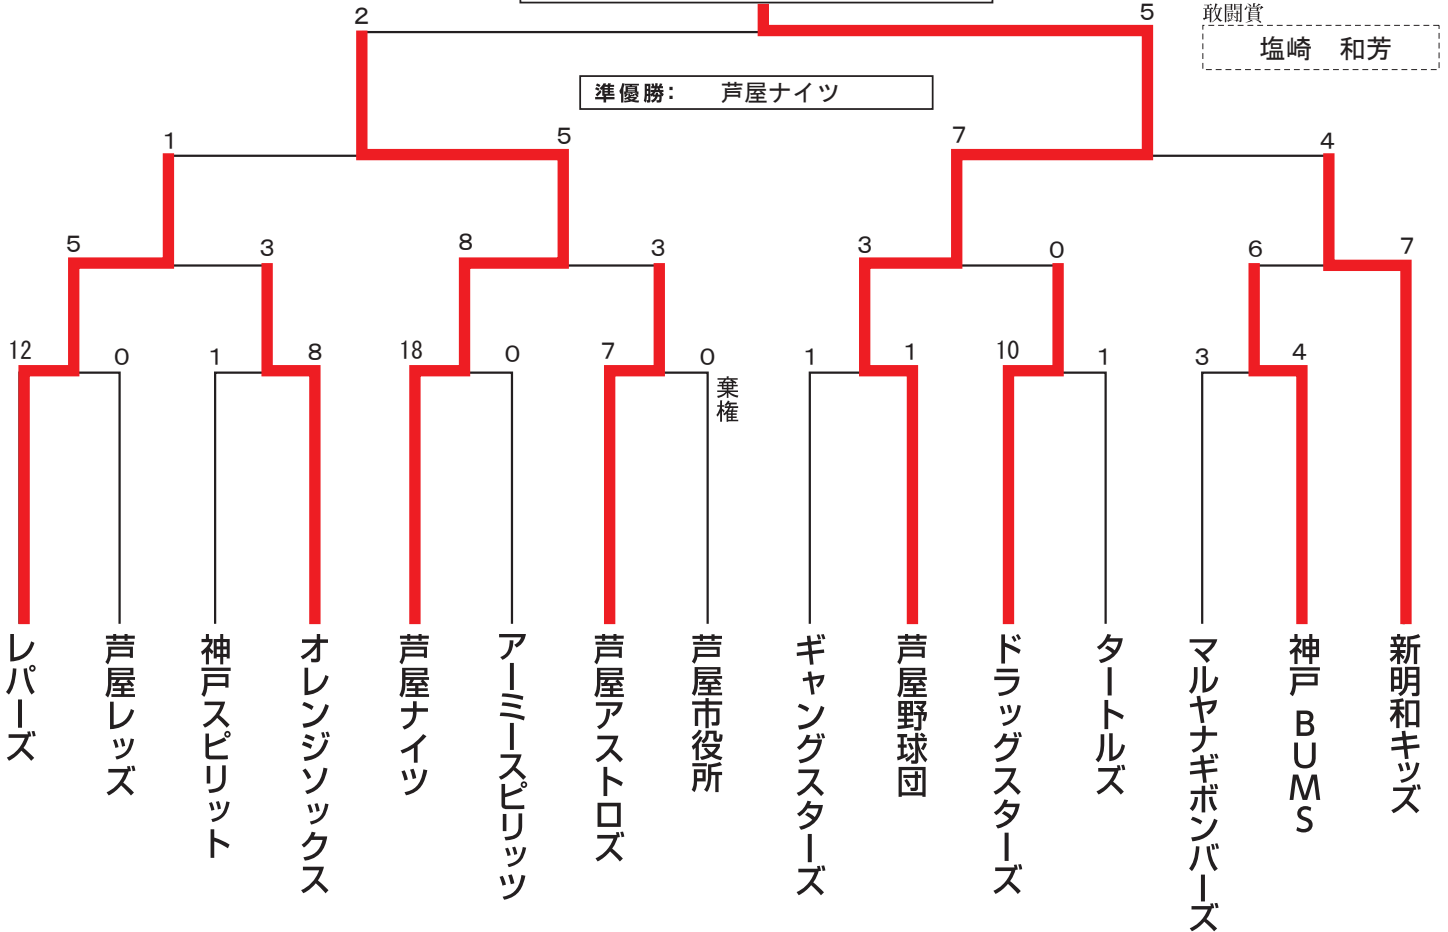 2
5
敢闘賞
塩崎　和芳
準優勝：　芦屋ナイツ
1
5
7
4
5
3
8
3
3
0
6
7
12
0
1
8
18
0
7
0
1
1
10
1
3
4
棄権
レパーズ
芦屋レッズ
神戸スピリット
オレンジソックス
芦屋ナイツ
アーミースピリッツ
芦屋アストロズ
芦屋市役所
ギャングスターズ
芦屋野球団
ドラッグスターズ
タートルズ
マルヤナギボンバーズ
神戸 BUMS
新明和キッズ